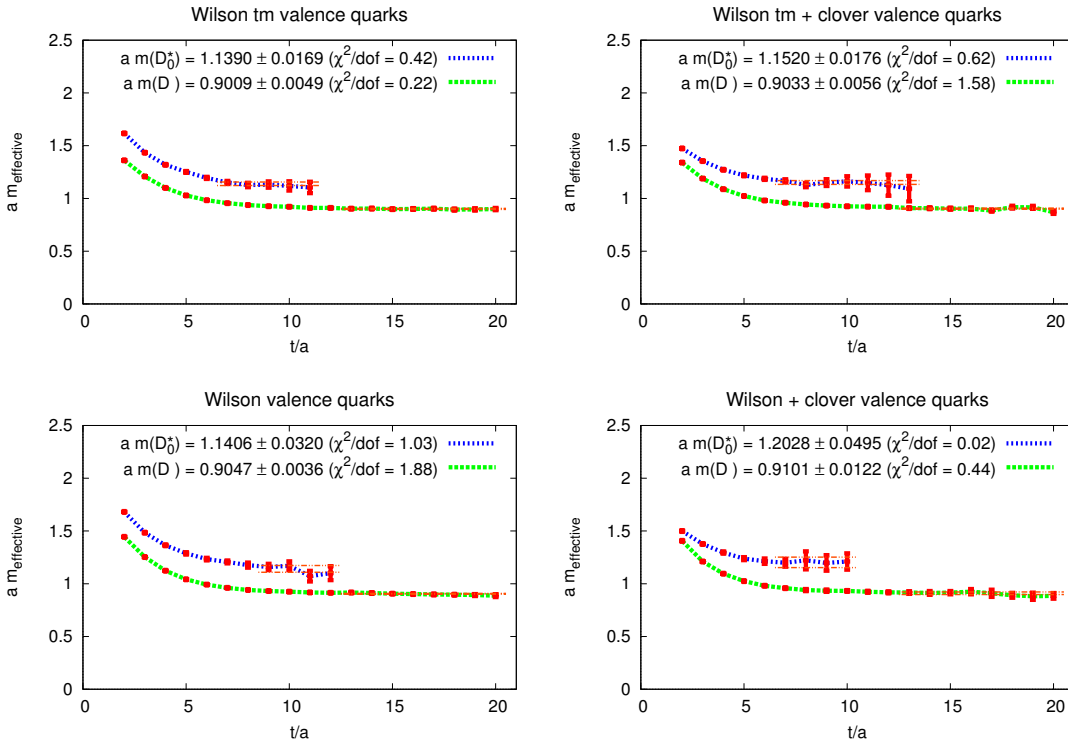 Wilson tm valence quarks
a m(D*0) = 1.1390 ± 0.0169 (χ2/dof = 0.42)
a m(D ) = 0.9009 ± 0.0049 (χ2/dof = 0.22)
2.5
2
1.5
1
0.5
0
a meffective
0 5 10 15 20
t/a
Wilson tm + clover valence quarks
a m(D*0) = 1.1520 ± 0.0176 (χ2/dof = 0.62)
a m(D ) = 0.9033 ± 0.0056 (χ2/dof = 1.58)
2.5
2
1.5
1
0.5
0
a meffective
0 5 10 15 20
t/a
Wilson valence quarks
a m(D*0) = 1.1406 ± 0.0320 (χ2/dof = 1.03)
a m(D ) = 0.9047 ± 0.0036 (χ2/dof = 1.88)
2.5
2
1.5
1
0.5
0
a meffective
0 5 10 15 20
t/a
Wilson + clover valence quarks
a m(D*0) = 1.2028 ± 0.0495 (χ2/dof = 0.02)
a m(D ) = 0.9101 ± 0.0122 (χ2/dof = 0.44)
2.5
2
1.5
1
0.5
0
a meffective
0 5 10 15 20
t/a